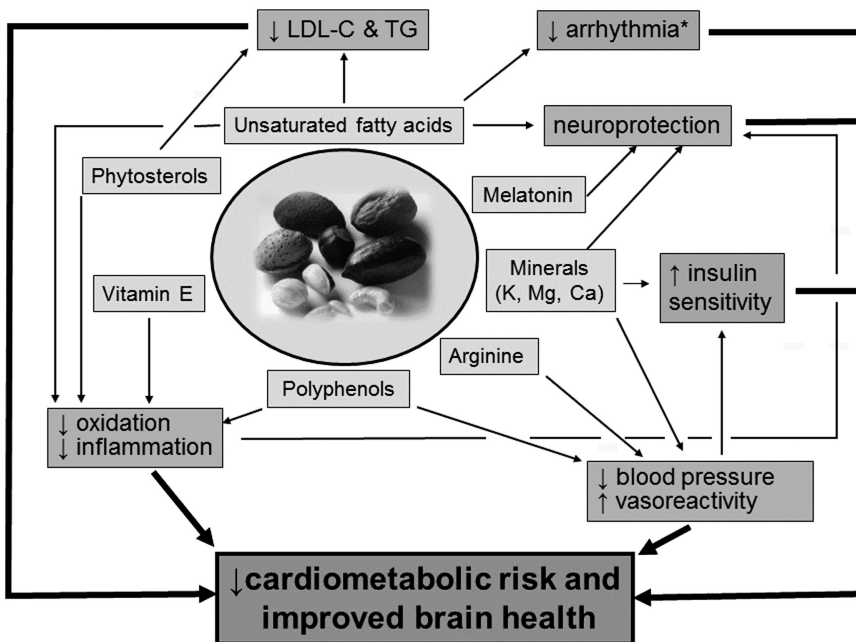 ↓ LDL-C & TG
↓ arrhythmia*
Unsaturated fatty acids
neuroprotection
Phytosterols
Melatonin
Minerals
(K, Mg, Ca)
↑ insulin
sensitivity
Vitamin E
Arginine
Polyphenols
↓ oxidation
↓ inflammation
↓ blood pressure
↑ vasoreactivity
↓cardiometabolic risk and
improved brain health